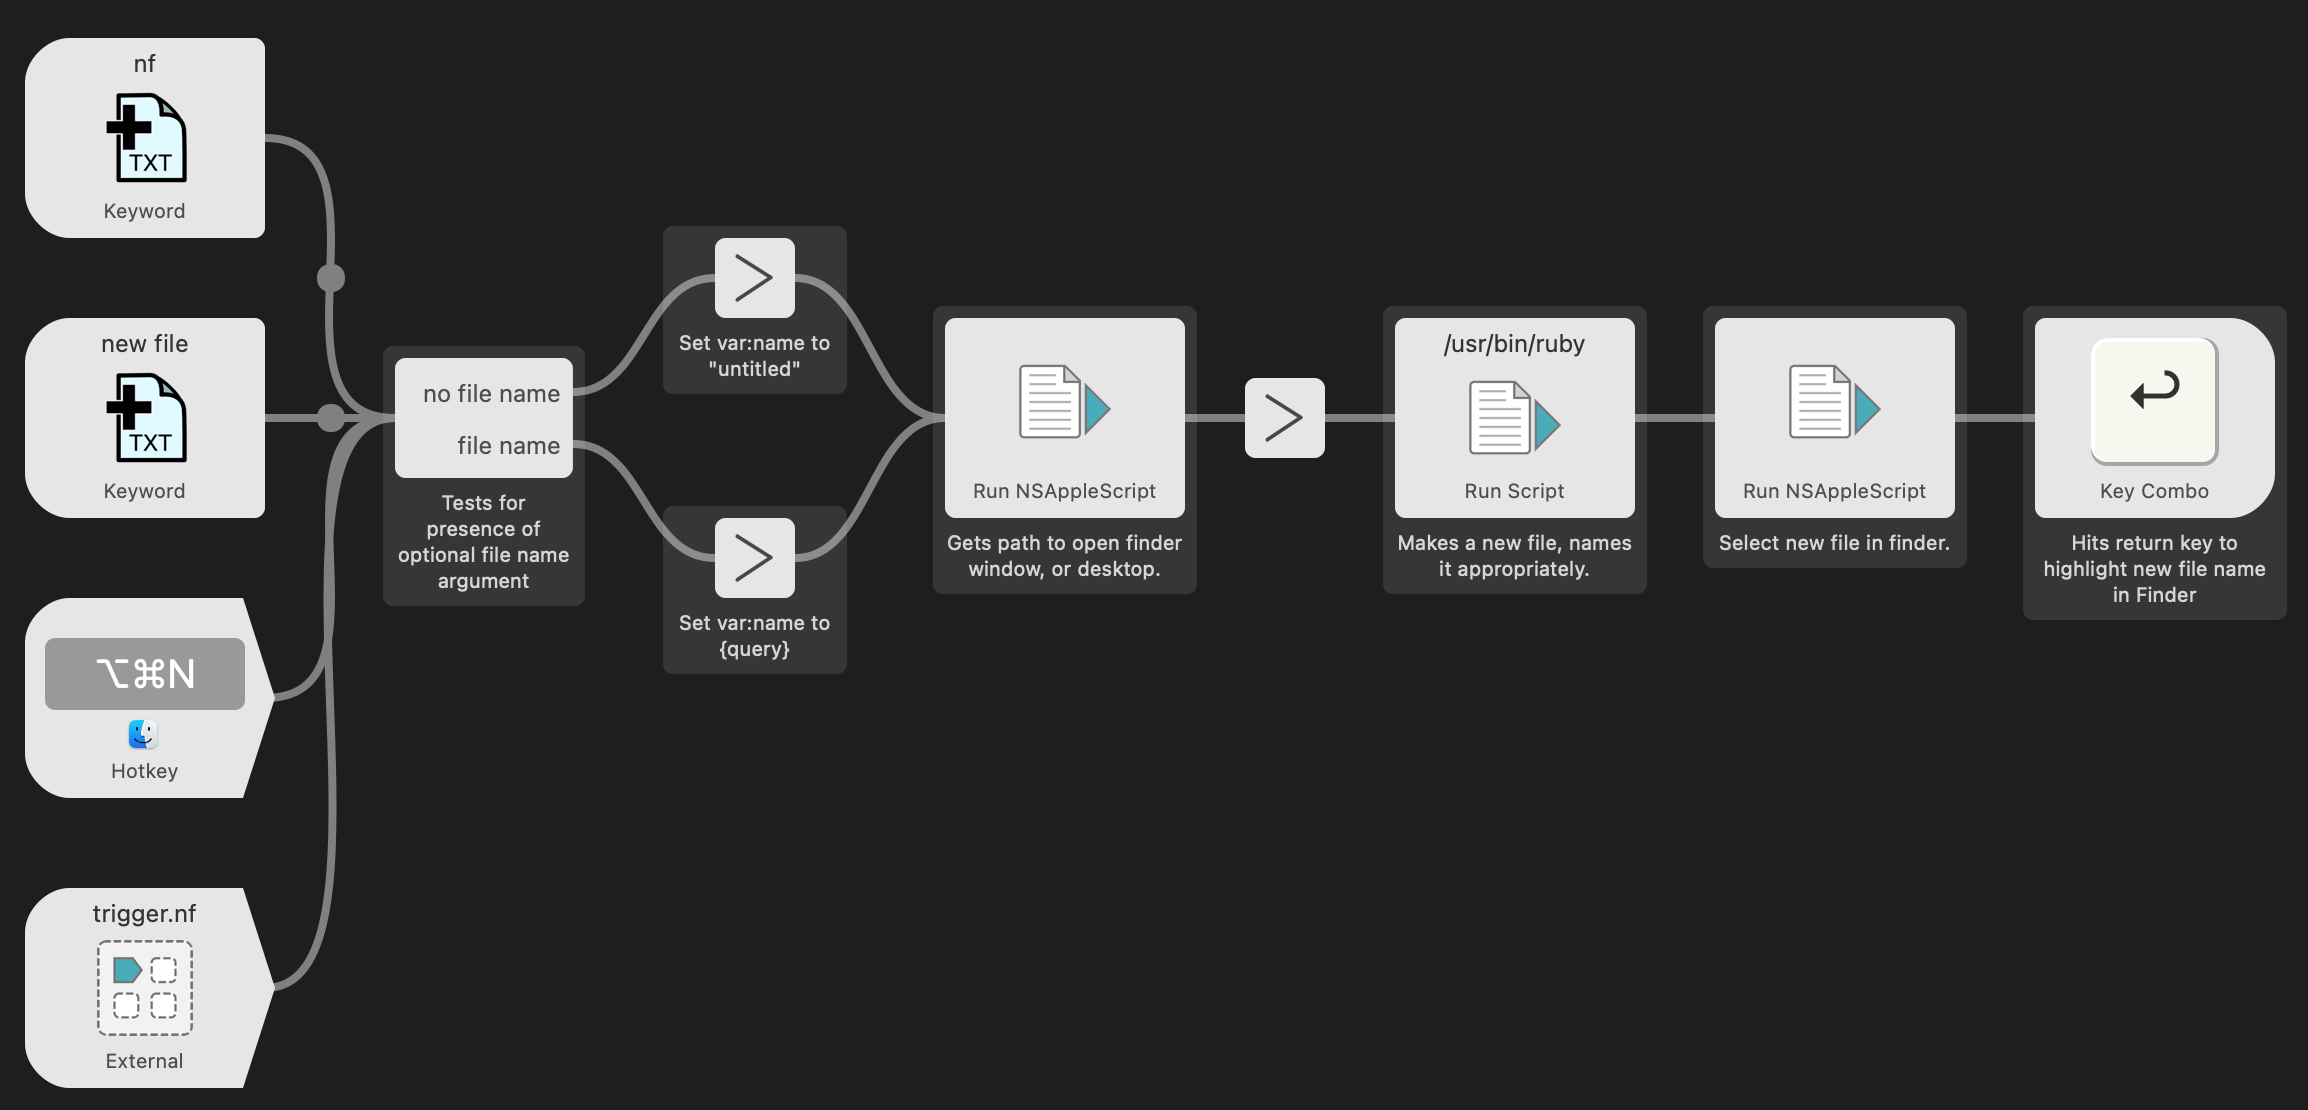 nf
TXT
Keyword
new file
TXT
Keyword
⌥⌘N
Hotkey
trigger.nf
External
no file name
file name
Tests for
presence of
optional file name
argument
Set var:name to
"untitled"
Set var:name to
{query}
Run NSAppleScript
Gets path to open finder
window, or desktop.
/usr/bin/ruby
Run Script
Makes a new file, names
it appropriately.
Run NSAppleScript
Select new file in finder.
Key Combo
Hits return key to
highlight new file name
in Finder